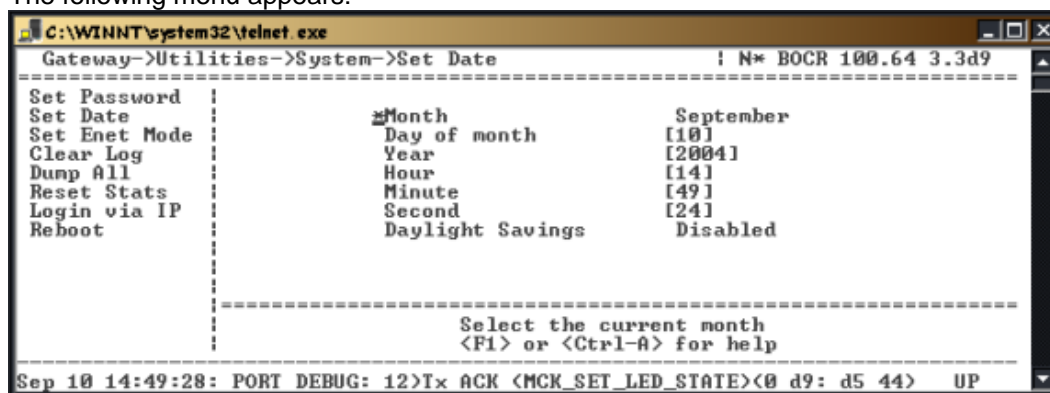 The following menu appears:
C:\WINNT\system32\telnet.exe
Gateway->Utilities->System->Set Date | N* BOCR 100.64 3.3d9
================================================================================
Set Password |
Set Date | *Month September
Set Enet Mode | Day of month [10]
Clear Log | Year [2004]
Dump All | Hour [14]
Reset Stats | Minute [49]
Login via IP | Second [24]
Reboot | Daylight Savings Disabled
|================================================================
| Select the current month
| <F1> or <Ctrl-A> for help
--------------------------------------------------------------------------------
Sep 10 14:49:28: PORT DEBUG: 12>Tx ACK <MCK_SET_LED_STATE><0 d9: d5 44> UP